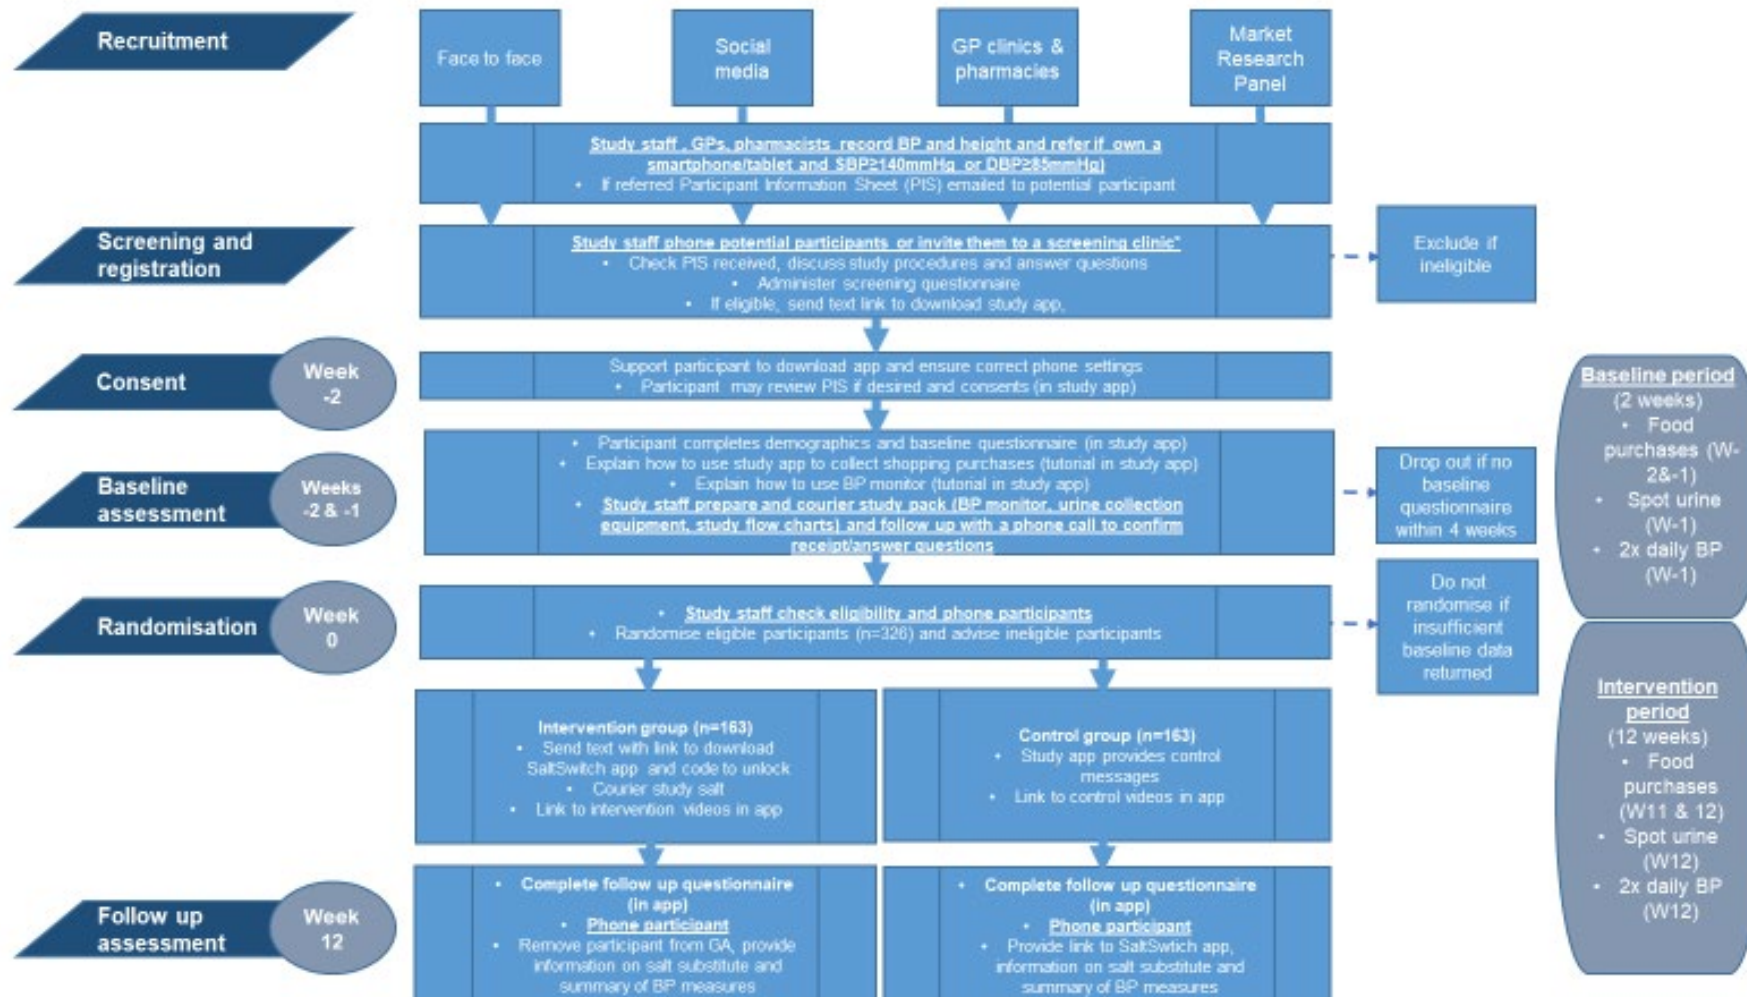 Recruitment
Face to face
Social
media
GP clinics &
pharmacies
Market
Research
Panel
Study staff , GPs, pharmacists record BP and height and refer if own a
smartphone/tablet and SBP≥140mmHg or DBP≥85mmHg)
• If referred Participant Information Sheet (PIS) emailed to potential participant
Screening and
registration
Study staff phone potential participants or invite them to a screening clinic*
• Check PIS received, discuss study procedures and answer questions
• Administer screening questionnaire
• If eligible, send text link to download study app,
Exclude if
ineligible
Consent
Week
-2
Support participant to download app and ensure correct phone settings
• Participant may review PIS if desired and consents (in study app)
Baseline
assessment
Weeks
-2 & -1
• Participant completes demographics and baseline questionnaire (in study app)
• Explain how to use study app to collect shopping purchases (tutorial in study app)
• Explain how to use BP monitor (tutorial in study app)
• Study staff prepare and courier study pack (BP monitor, urine collection
equipment, study flow charts) and follow up with a phone call to confirm
receipt/answer questions
Drop out if no
baseline
questionnaire
within 4 weeks
Randomisation
Week
0
• Study staff check eligibility and phone participants
• Randomise eligible participants (n=326) and advise ineligible participants
Do not
randomise if
insufficient
baseline data
returned
Intervention group (n=163)
• Send text with link to download
SaltSwitch app and code to unlock
• Courier study salt
• Link to intervention videos in app
Control group (n=163)
• Study app provides control
messages
• Link to control videos in app
Follow up
assessment
Week
12
• Complete follow up questionnaire
(in app)
• Phone participant
• Remove participant from GA, provide
information on salt substitute and
summary of BP measures
• Complete follow up questionnaire
(in app)
• Phone participant
• Provide link to SaltSwtich app,
information on salt substitute and
summary of BP measures
Baseline period
(2 weeks)
• Food
purchases (W-
2&-1)
• Spot urine
(W-1)
• 2x daily BP
(W-1)
Intervention
period
(12 weeks)
• Food
purchases
(W11 & 12)
• Spot urine
(W12)
• 2x daily BP
(W12)